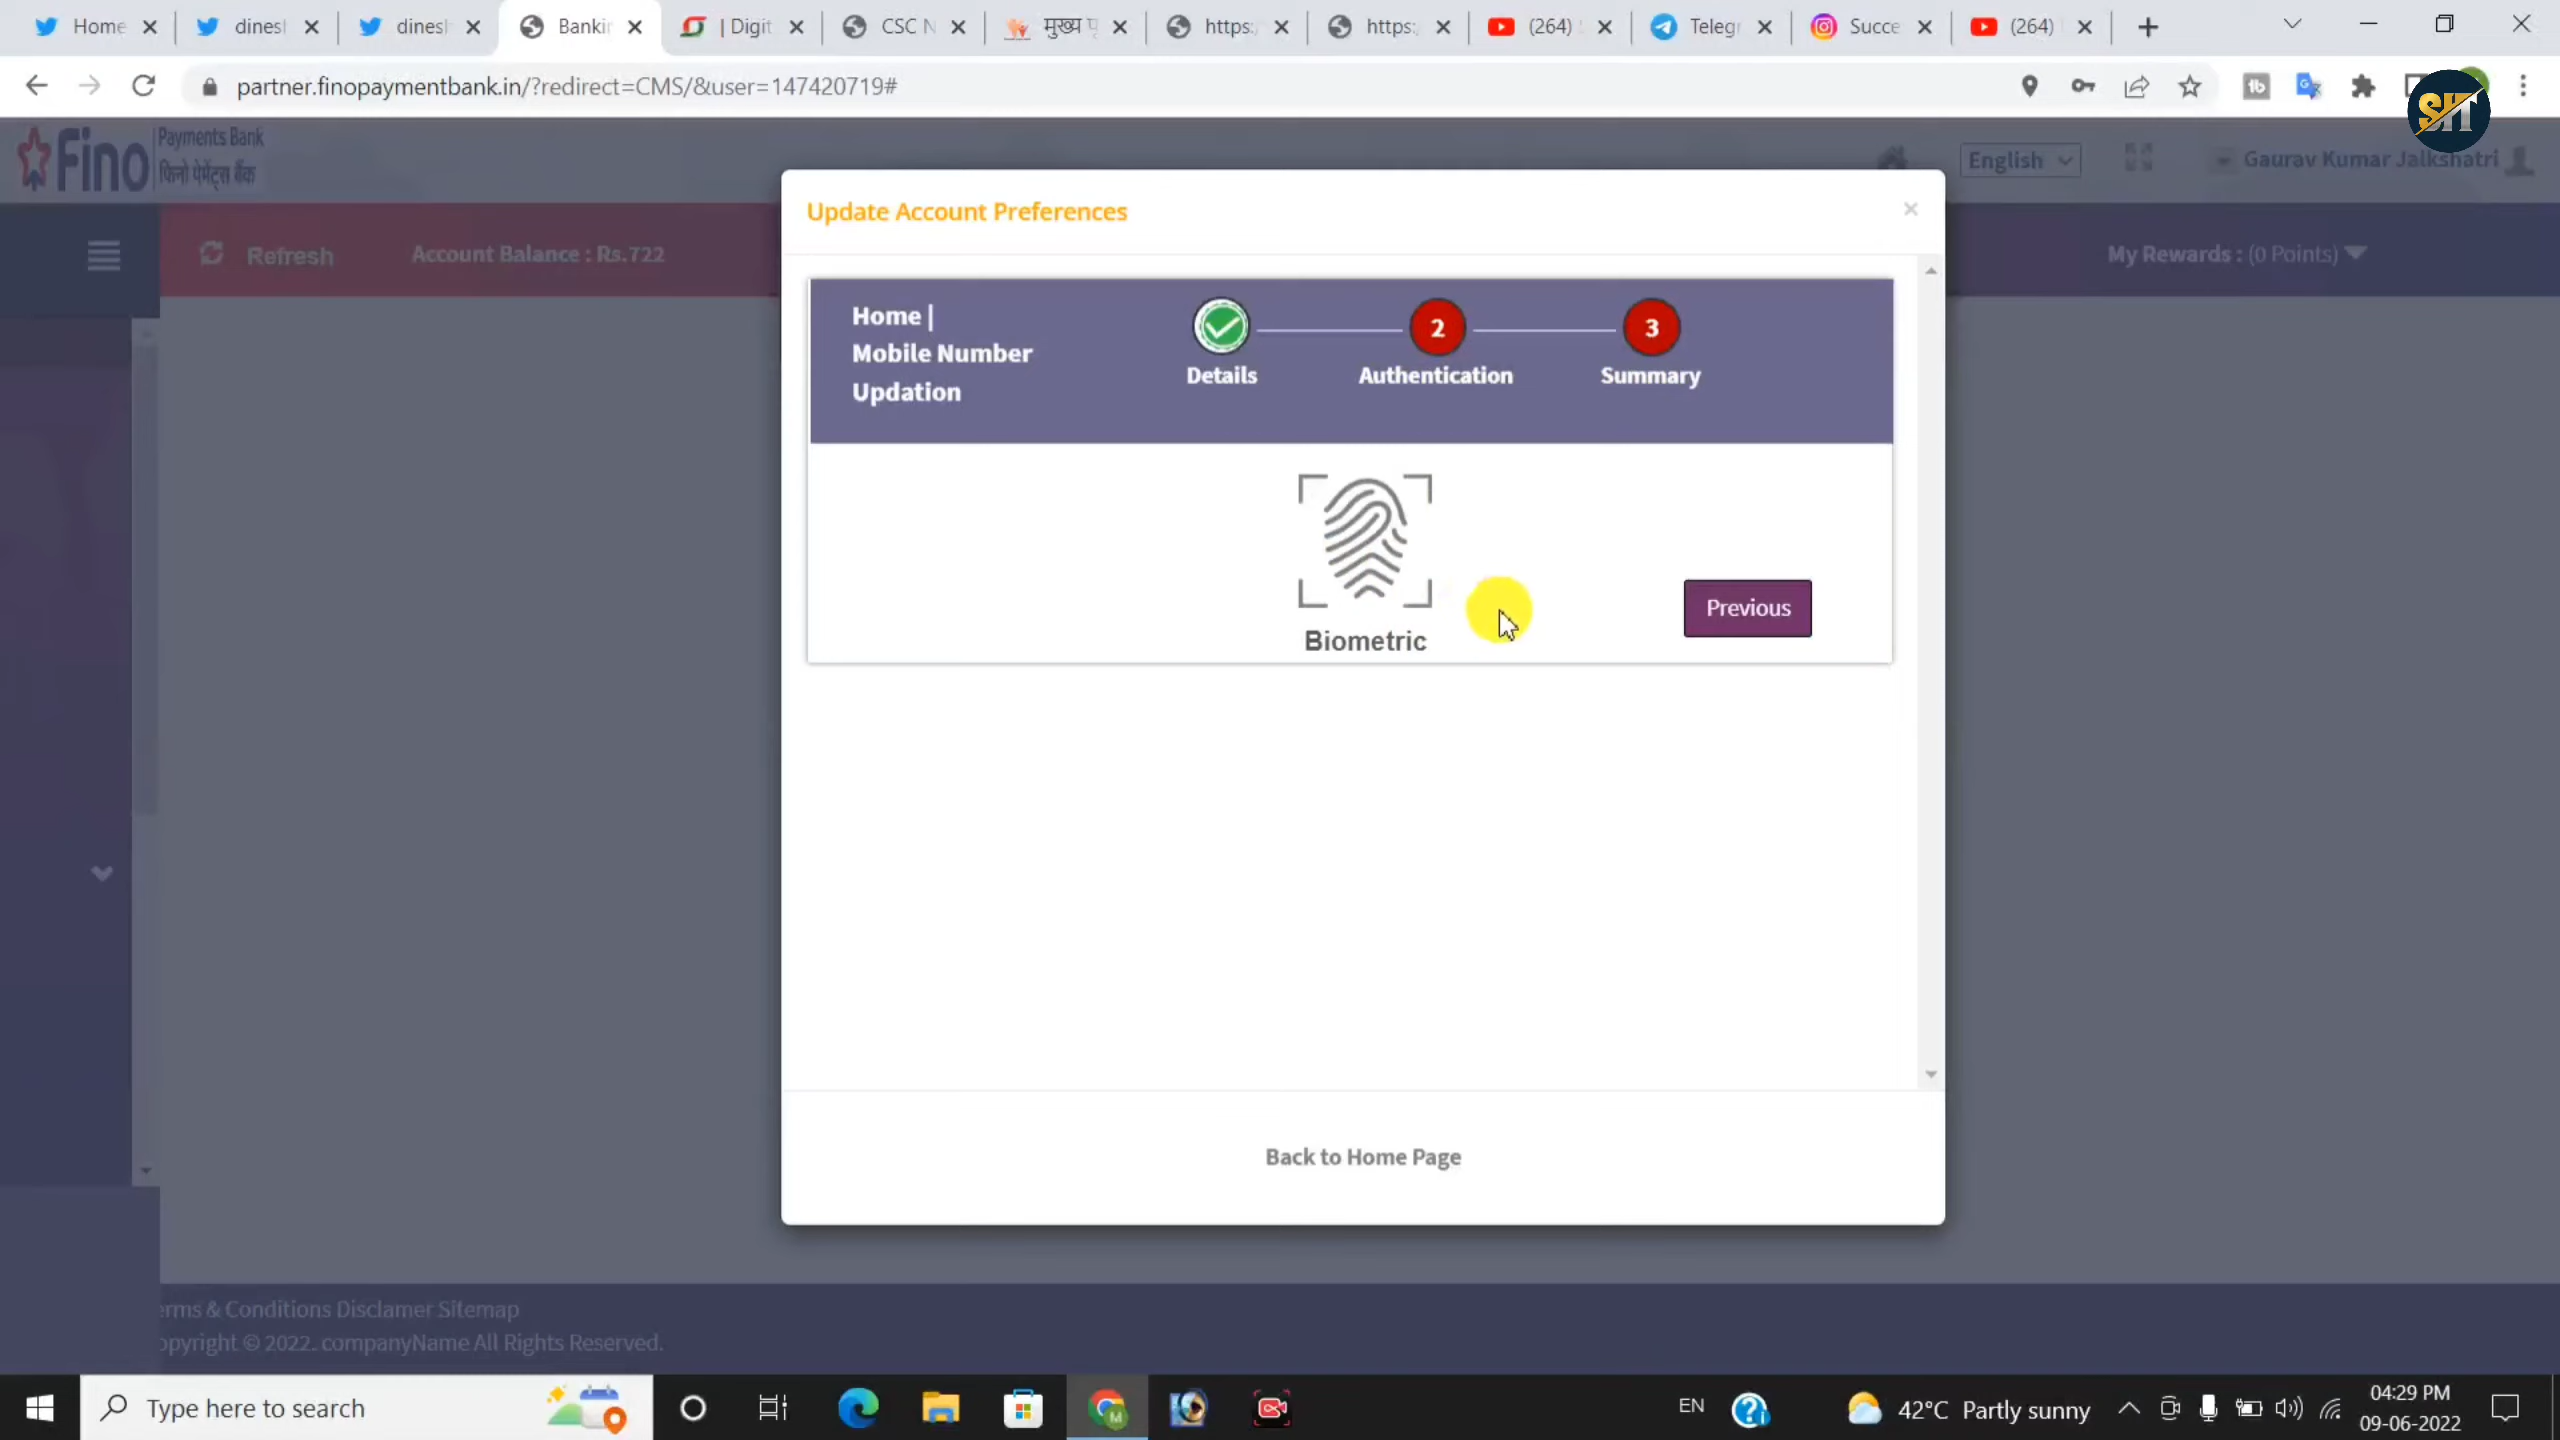 Home
dinesl
dinesh
Bankir
| Digit
CSC N
मुख्य पृ
https:
https:
(264)
Telegr
Succe
(264)
partner.finopaymentbank.in/?redirect=CMS/&user=147420719#
SHT
Fino
Payments Bank
फिनो पेमेंट्स बैंक
English
Gaurav Kumar Jalkshatri
Update Account Preferences
Refresh
Account Balance : Rs.722
My Rewards : (0 Points)
Home |
Mobile Number
Updation
2
3
Details
Authentication
Summary
Biometric
Previous
Back to Home Page
erms & Conditions Disclamer Sitemap
opyright © 2022. companyName All Rights Reserved.
Type here to search
EN
42°C Partly sunny
04:29 PM
09-06-2022